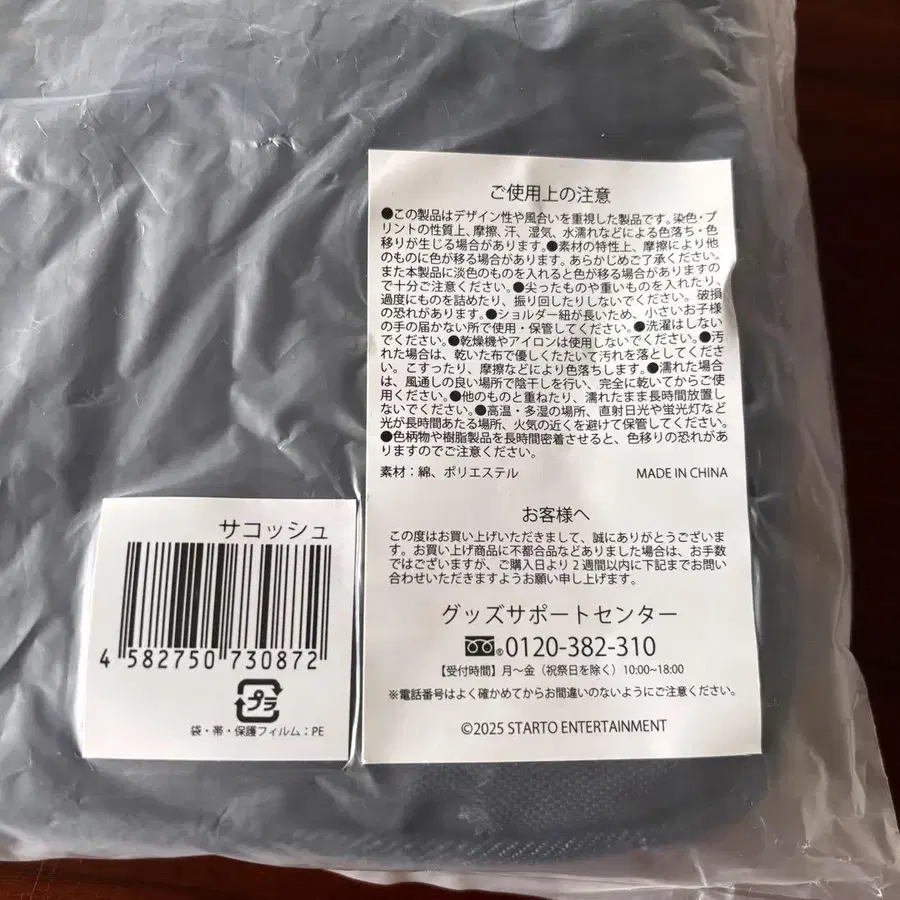 ご使用上の注意
●この製品はデザイン性や風合いを重視した製品です。染色・プ
リントの性質上、摩擦、汗、湿気、水濡れなどによる色落ち・色
移りが生じる場合があります。●素材の特性上、摩擦により他
のものに色が移る場合があります。あらかじめご了承ください。
また本製品に淡色のものを入れると色が移る場合がありますの
で十分ご注意ください。●尖ったものや重いものを入れたり、
過度にものを詰めたり、振り回したりしないでください。破損
の恐れがあります。●ショルダー紐が長いため、小さいお子様
の手の届かない所で使用・保管してください。●洗濯はしない
でください。●乾燥機やアイロンは使用しないでください。●汚
れた場合は、乾いた布で優しくたたいて汚れを落としてくださ
い。こすったり、摩擦などにより色落ちします。●濡れた場合
は、風通しの良い場所で陰干しを行い、完全に乾いてからご使
用ください。●他のものと重ねたり、濡れたまま長時間放置
しないでください。●高温・多湿の場所、直射日光や蛍光灯など
光が長時間あたる場所、火気の近くを避けて保管してください。
●色柄物や樹脂製品を長時間密着させると、色移りの恐れがあ
りますのでご注意ください。
素材：綿、ポリエステル MADE IN CHINA
お客様へ
この度はお買い上げいただきまして、誠にありがとうございま
す。お買い上げ商品に不都合品などありました場合は、お手数
ではございますが、ご購入日より2週間以内に下記までお問い
合わせいただきますようお願い申し上げます。
グッズサポートセンター
0120-382-310
【受付時間】月～金（祝祭日を除く）10:00~18:00
※電話番号はよく確かめてからお間違いのないようにご注意ください。
©2025 STARTO ENTERTAINMENT
サコッシュ
4 582750 730872
プラ
袋・帯・保護フィルム：PE